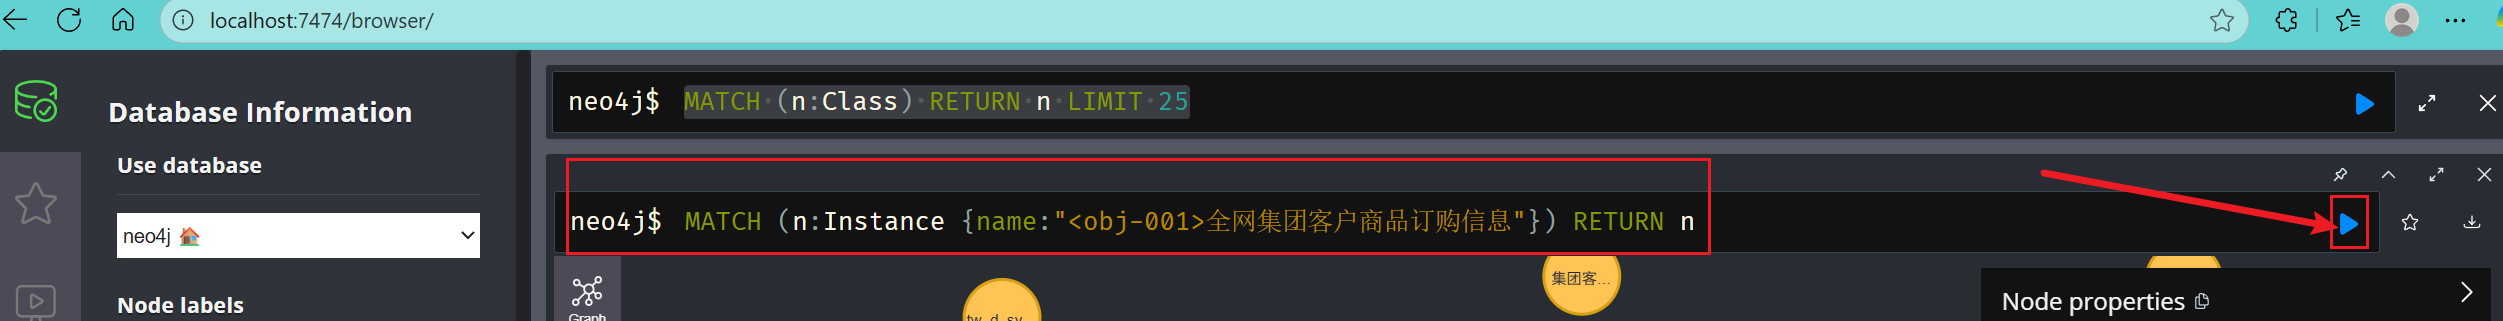 localhost:7474/browser/
Database Information
Use database
neo4j
Node labels
neo4j$ MATCH (n:Class) RETURN n LIMIT 25
neo4j$ MATCH (n:Instance {name:"<obj-001>全网集团客户商品订购信息"}) RETURN n
Graph
tw_d_sv
集团客...
Node properties